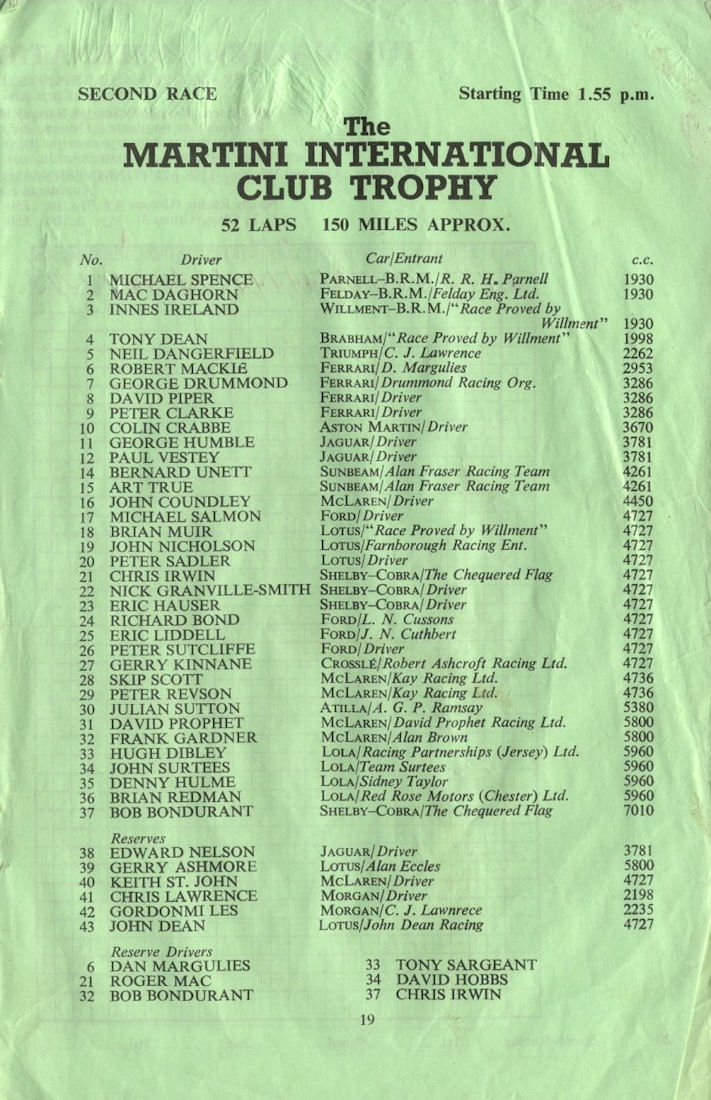 SECOND RACE Starting Time 1.55 p.m.
The
MARTINI INTERNATIONAL
CLUB TROPHY
52 LAPS 150 MILES APPROX.
No. Driver Car/Entrant c.c.
1 MICHAEL SPENCE PARNELL–B.R.M./R. R. H. Parnell 1930
2 MAC DAGHORN FELDAY–B.R.M./Felday Eng. Ltd. 1930
3 INNES IRELAND WILLMENT–B.R.M./"Race Proved by
Willment" 1930
4 TONY DEAN BRABHAM/"Race Proved by Willment" 1998
5 NEIL DANGERFIELD TRIUMPH/C. J. Lawrence 2262
6 ROBERT MACKIE FERRARI/D. Margulies 2953
7 GEORGE DRUMMOND FERRARI/Drummond Racing Org. 3286
8 DAVID PIPER FERRARI/Driver 3286
9 PETER CLARKE FERRARI/Driver 3286
10 COLIN CRABBE ASTON MARTIN/Driver 3670
11 GEORGE HUMBLE JAGUAR/Driver 3781
12 PAUL VESTEY JAGUAR/Driver 3781
14 BERNARD UNETT SUNBEAM/Alan Fraser Racing Team 4261
15 ART TRUE SUNBEAM/Alan Fraser Racing Team 4261
16 JOHN COUNDLEY MCLAREN/Driver 4450
17 MICHAEL SALMON FORD/Driver 4727
18 BRIAN MUIR LOTUS/"Race Proved by Willment" 4727
19 JOHN NICHOLSON LOTUS/Farnborough Racing Ent. 4727
20 PETER SADLER LOTUS/Driver 4727
21 CHRIS IRWIN SHELBY–COBRA/The Chequered Flag 4727
22 NICK GRANVILLE-SMITH SHELBY–COBRA/Driver 4727
23 ERIC HAUSER SHELBY–COBRA/Driver 4727
24 RICHARD BOND FORD/L. N. Cussons 4727
25 ERIC LIDDELL FORD/J. N. Cuthbert 4727
26 PETER SUTCLIFFE FORD/Driver 4727
27 GERRY KINNANE CROSSLÉ/Robert Ashcroft Racing Ltd. 4727
28 SKIP SCOTT MCLAREN/Kay Racing Ltd. 4736
29 PETER REVSON MCLAREN/Kay Racing Ltd. 4736
30 JULIAN SUTTON ATILLA/A. G. P. Ramsay 5380
31 DAVID PROPHET MCLAREN/David Prophet Racing Ltd. 5800
32 FRANK GARDNER MCLAREN/Alan Brown 5800
33 HUGH DIBLEY LOLA/Racing Partnerships (Jersey) Ltd. 5960
34 JOHN SURTEES LOLA/Team Surtees 5960
35 DENNY HULME LOLA/Sidney Taylor 5960
36 BRIAN REDMAN LOLA/Red Rose Motors (Chester) Ltd. 5960
37 BOB BONDURANT SHELBY–COBRA/The Chequered Flag 7010
Reserves
38 EDWARD NELSON JAGUAR/Driver 3781
39 GERRY ASHMORE LOTUS/Alan Eccles 5800
40 KEITH ST. JOHN MCLAREN/Driver 4727
41 CHRIS LAWRENCE MORGAN/Driver 2198
42 GORDONMI LES MORGAN/C. J. Lawnrece 2235
43 JOHN DEAN LOTUS/John Dean Racing 4727
Reserve Drivers
6 DAN MARGULIES 33 TONY SARGEANT
21 ROGER MAC 34 DAVID HOBBS
32 BOB BONDURANT 37 CHRIS IRWIN
19